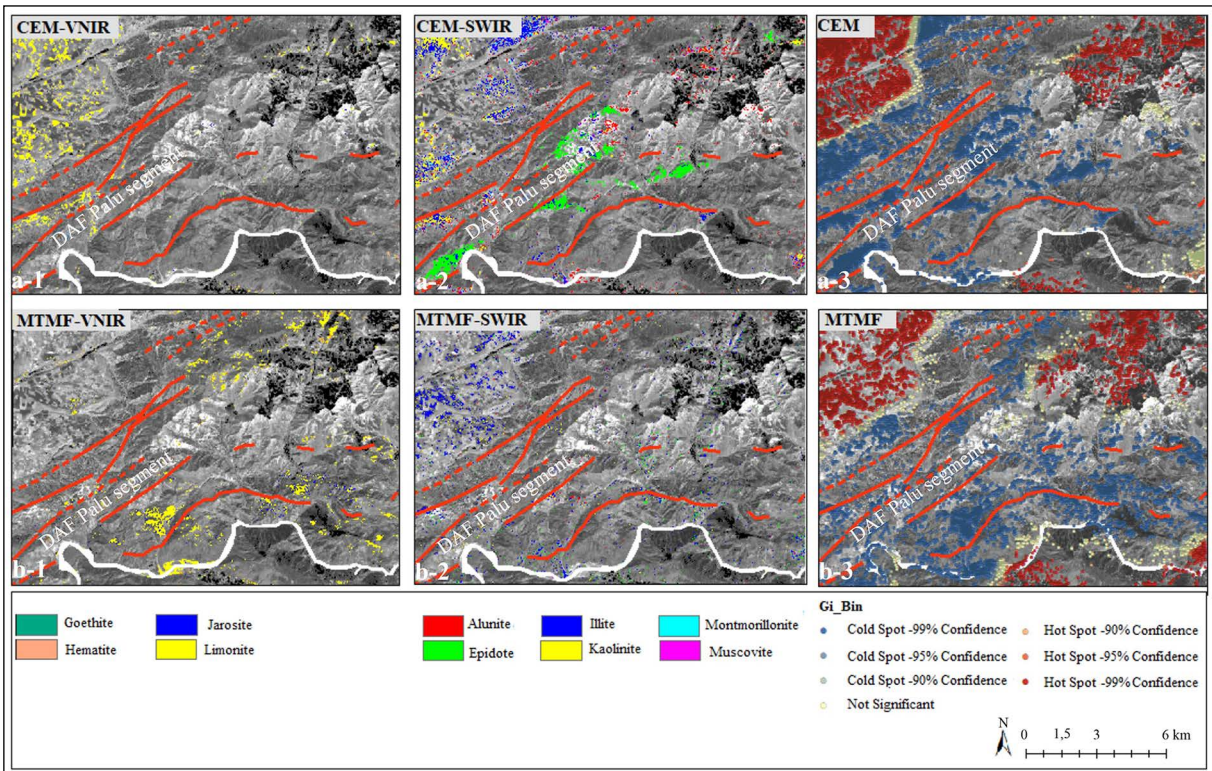 CEM-VNIR
DAF Palu segment
a-1
CEM-SWIR
DAF Palu segment
a-2
CEM
DAF Palu segment
a-3
MTMF-VNIR
DAF Palu segment
b-1
MTMF-SWIR
DAF Palu segment
b-2
MTMF
DAF Palu segment
b-3
Goethite
Jarosite
Hematite
Limonite
Alunite
Illite
Montmorillonite
Epidote
Kaolinite
Muscovite
Gi_Bin
Cold Spot -99% Confidence
Hot Spot -90% Confidence
Cold Spot -95% Confidence
Hot Spot -95% Confidence
Cold Spot -90% Confidence
Hot Spot -99% Confidence
Not Significant
N
0 1,5 3 6 km